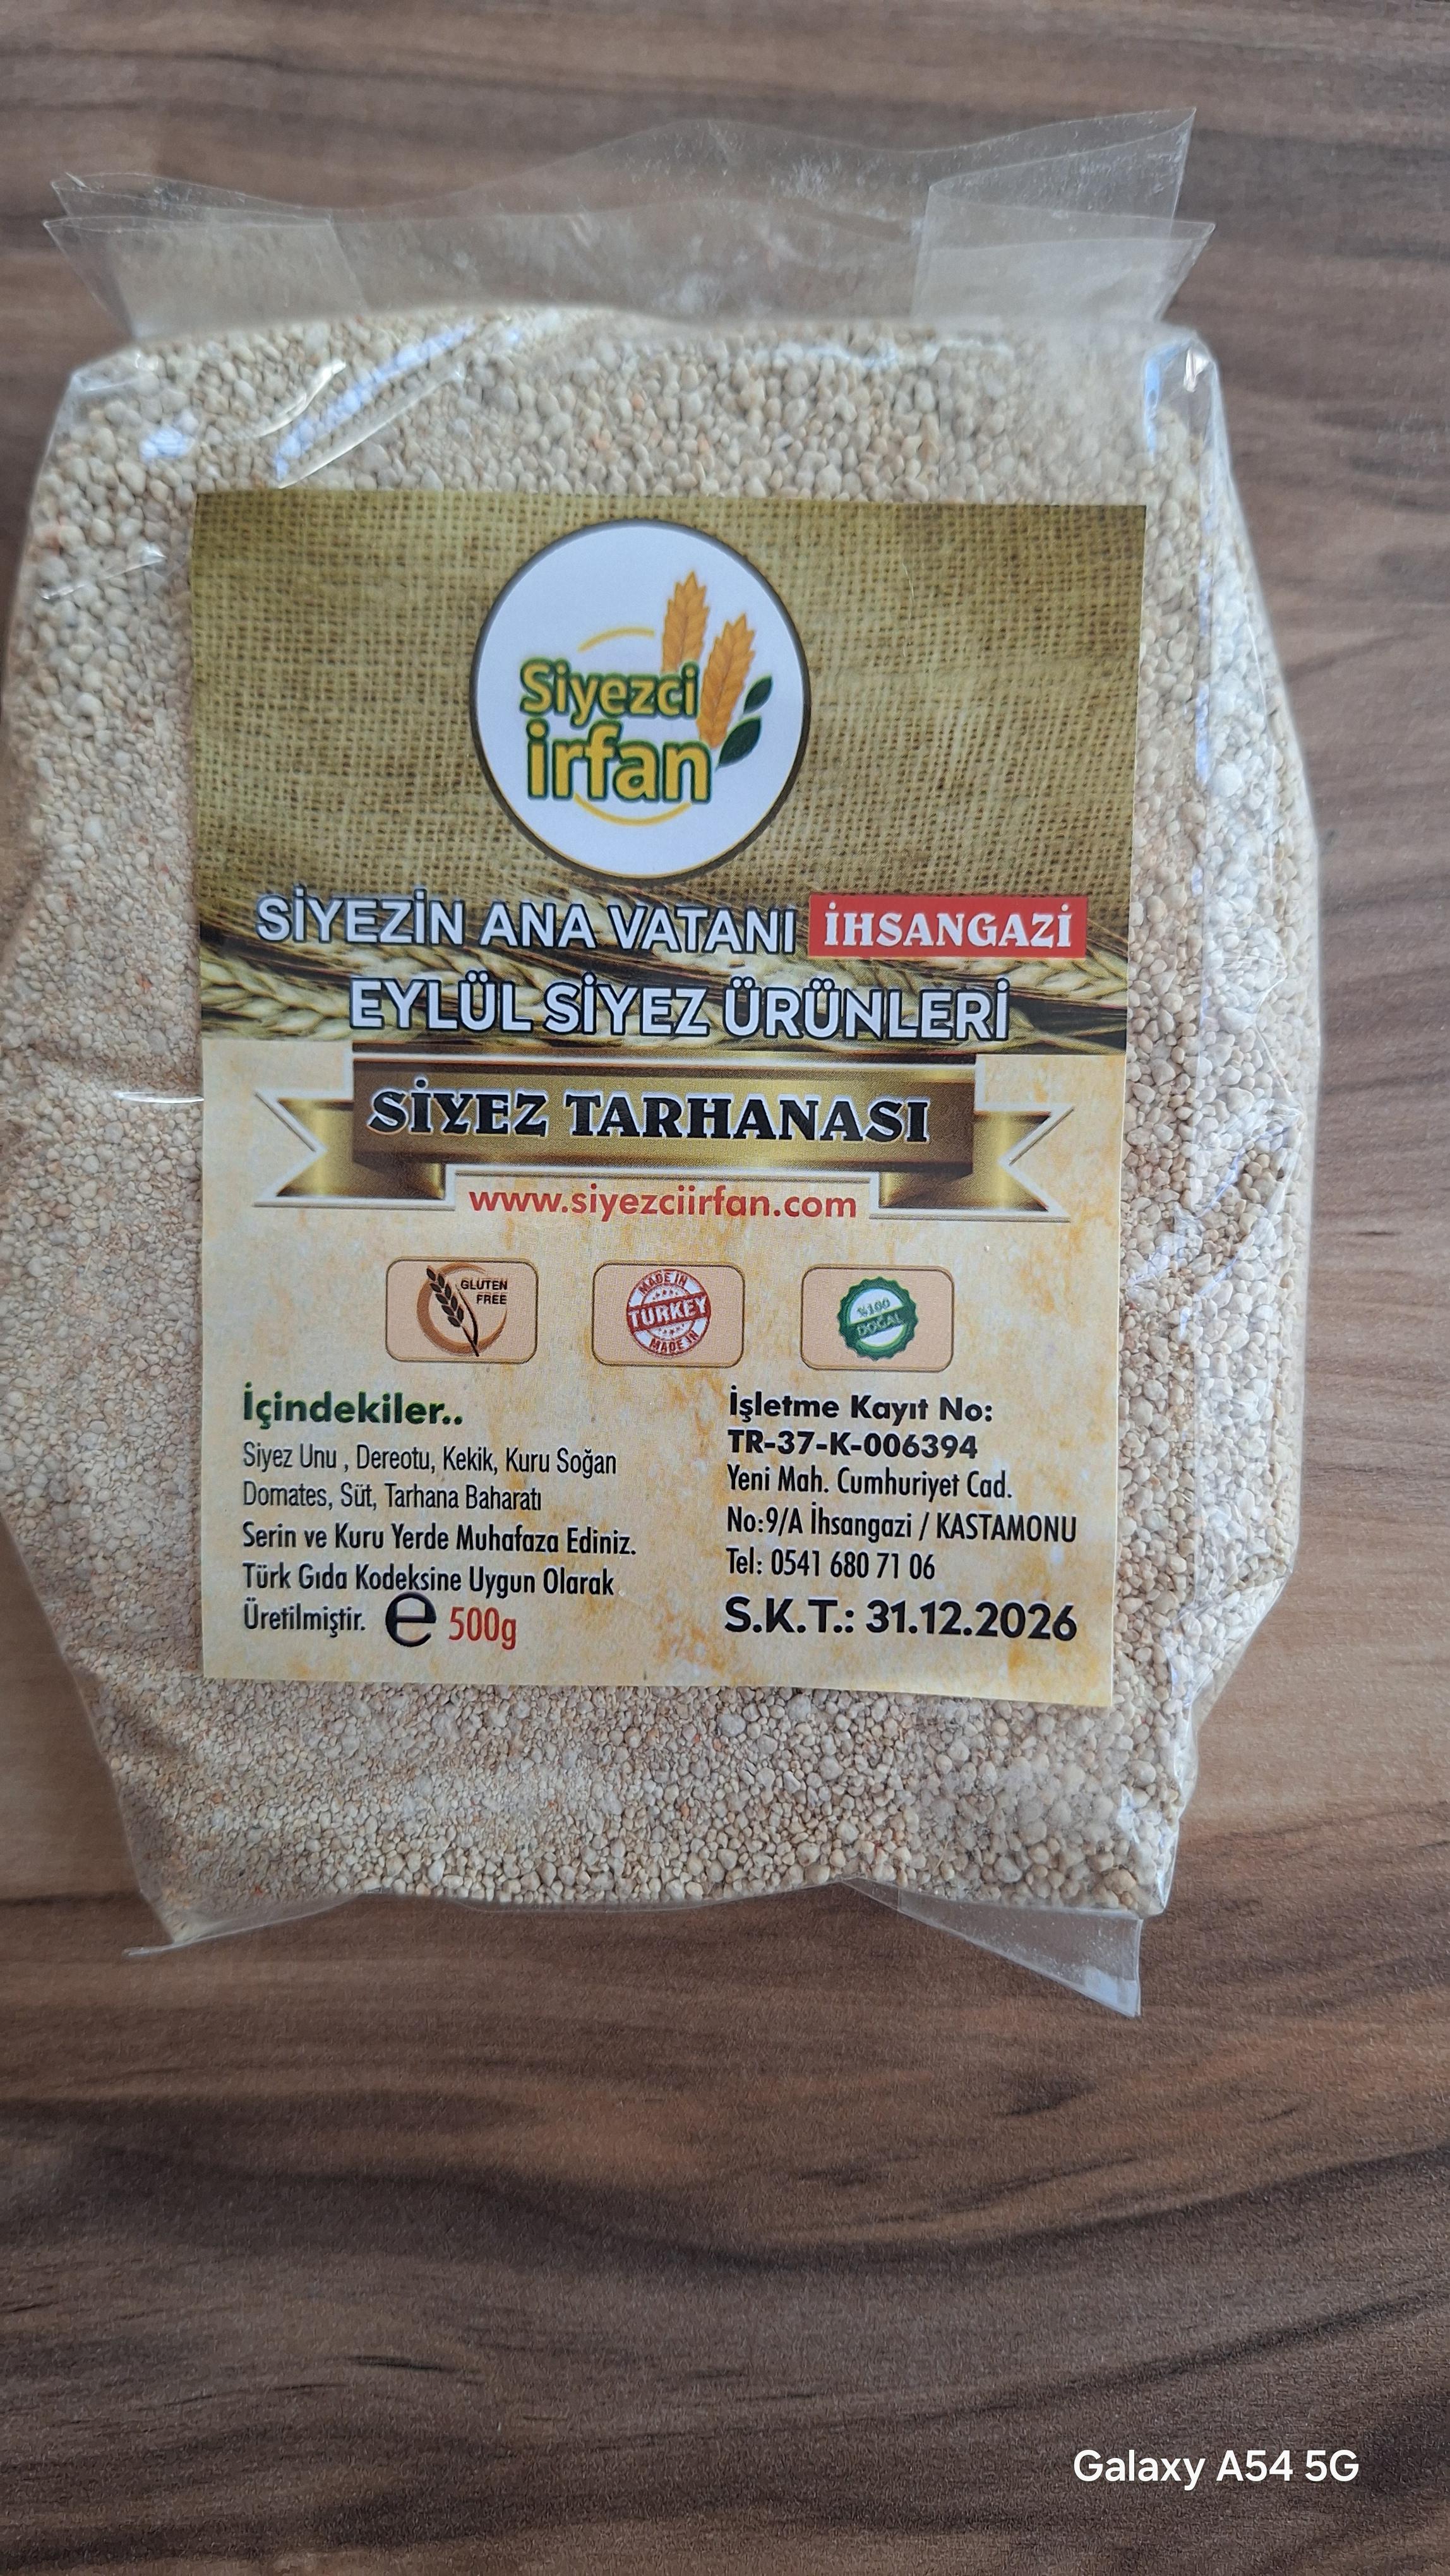 Siyezci
irfan
SİYEZİN ANA VATANI İHSANGAZİ
EYLÜL SİYEZ ÜRÜNLERİ
SİYEZ TARHANASI
www.siyezciirfan.com
GLUTEN
FREE
MADE IN
TURKEY
MADE IN
%100
DOĞAL
İçindekiler..
Siyez Unu , Dereotu, Kekik, Kuru Soğan
Domates, Süt, Tarhana Baharatı
Serin ve Kuru Yerde Muhafaza Ediniz.
Türk Gıda Kodeksine Uygun Olarak
Üretilmiştir. e 500g
İşletme Kayıt No:
TR-37-K-006394
Yeni Mah. Cumhuriyet Cad.
No:9/A İhsangazi / KASTAMONU
Tel: 0541 680 71 06
S.K.T.: 31.12.2026
Galaxy A54 5G